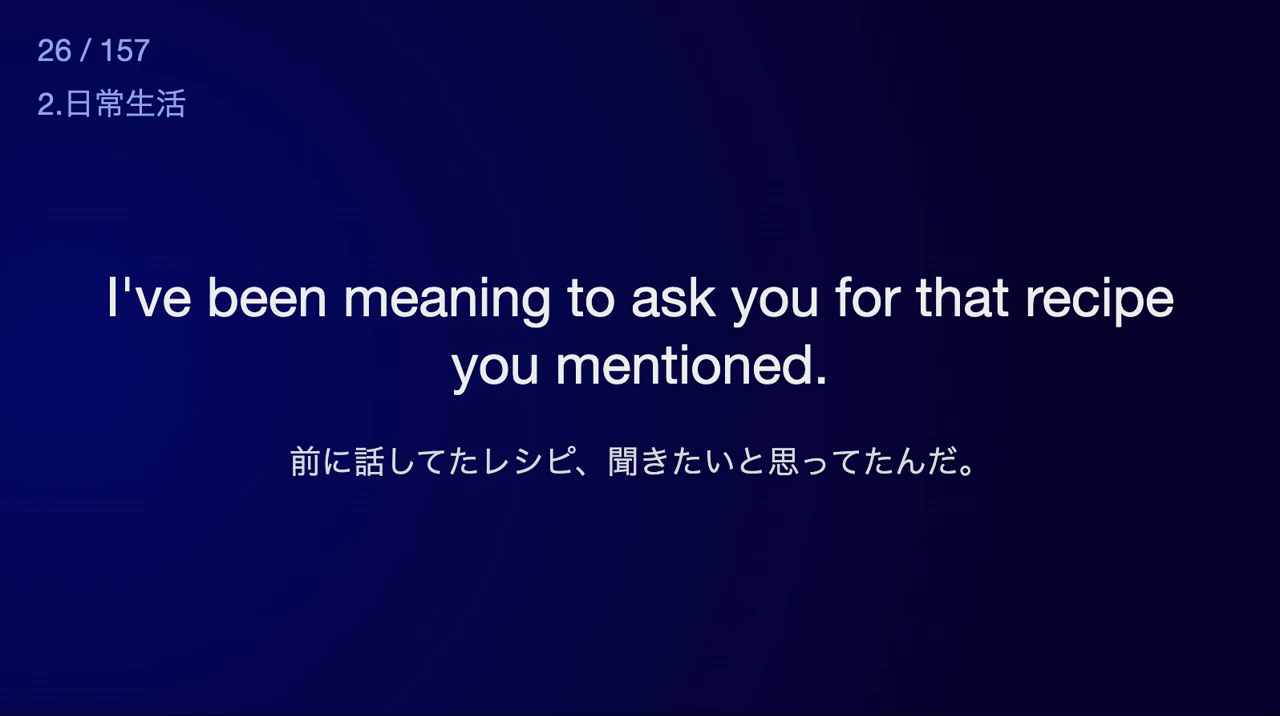 26 / 157
2.日常生活
I've been meaning to ask you for that recipe
you mentioned.
前に話してたレシピ、聞きたいと思ってたんだ。